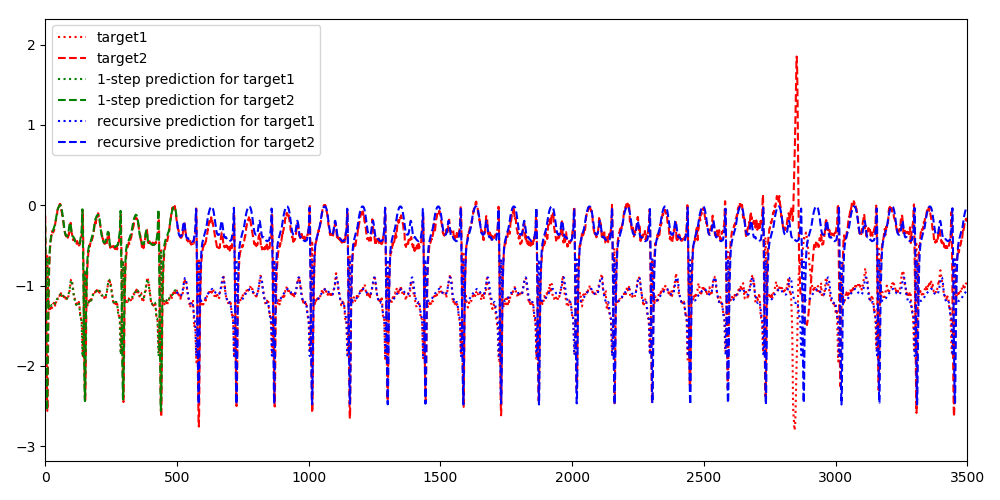 target1
target2
1-step prediction for target1
1-step prediction for target2
recursive prediction for target1
recursive prediction for target2
2
1
0
−1
−2
−3
0 500 1000 1500 2000 2500 3000 3500